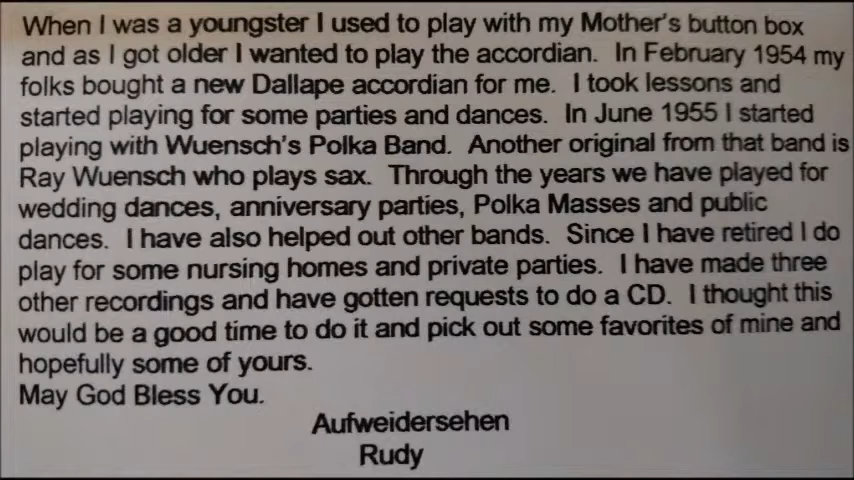 When I was a youngster I used to play with my Mother's button box
and as I got older I wanted to play the accordian. In February 1954 my
folks bought a new Dallape accordian for me. I took lessons and
started playing for some parties and dances. In June 1955 I started
playing with Wuensch's Polka Band. Another original from that band is
Ray Wuensch who plays sax. Through the years we have played for
wedding dances, anniversary parties, Polka Masses and public
dances. I have also helped out other bands. Since I have retired I do
play for some nursing homes and private parties. I have made three
other recordings and have gotten requests to do a CD. I thought this
would be a good time to do it and pick out some favorites of mine and
hopefully some of yours.
May God Bless You.
Aufweidersehen
Rudy